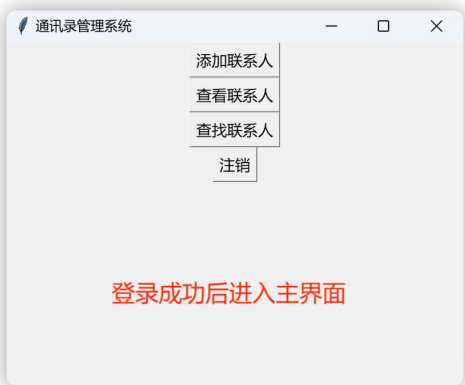 通讯录管理系统
添加联系人
查看联系人
查找联系人
注销
登录成功后进入主界面